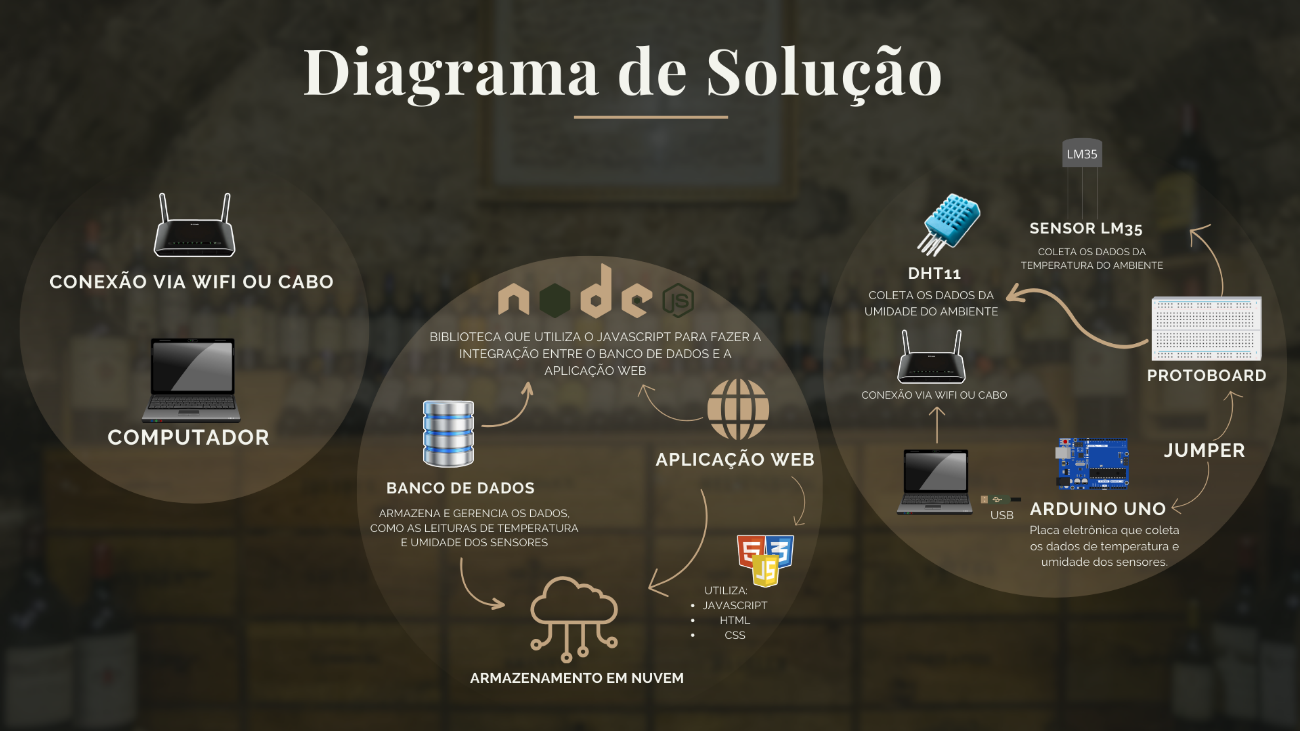 Diagrama de Solução
CONEXÃO VIA WIFI OU CABO
COMPUTADOR
node
JS
BIBLIOTECA QUE UTILIZA O JAVASCRIPT PARA FAZER A
INTEGRAÇÃO ENTRE O BANCO DE DADOS E A
APLICAÇÃO WEB
BANCO DE DADOS
ARMAZENA E GERENCIA OS DADOS,
COMO AS LEITURAS DE TEMPERATURA
E UMIDADE DOS SENSORES
APLICAÇÃO WEB
5 3
JS
UTILIZA:
• JAVASCRIPT
• HTML
• CSS
ARMAZENAMENTO EM NUVEM
LM35
SENSOR LM35
COLETA OS DADOS DA
TEMPERATURA DO AMBIENTE
DHT11
COLETA OS DADOS DA
UMIDADE DO AMBIENTE
CONEXÃO VIA WIFI OU CABO
PROTOBOARD
JUMPER
USB
ARDUINO UNO
Placa eletrônica que coleta
os dados de temperatura e
umidade dos sensores.